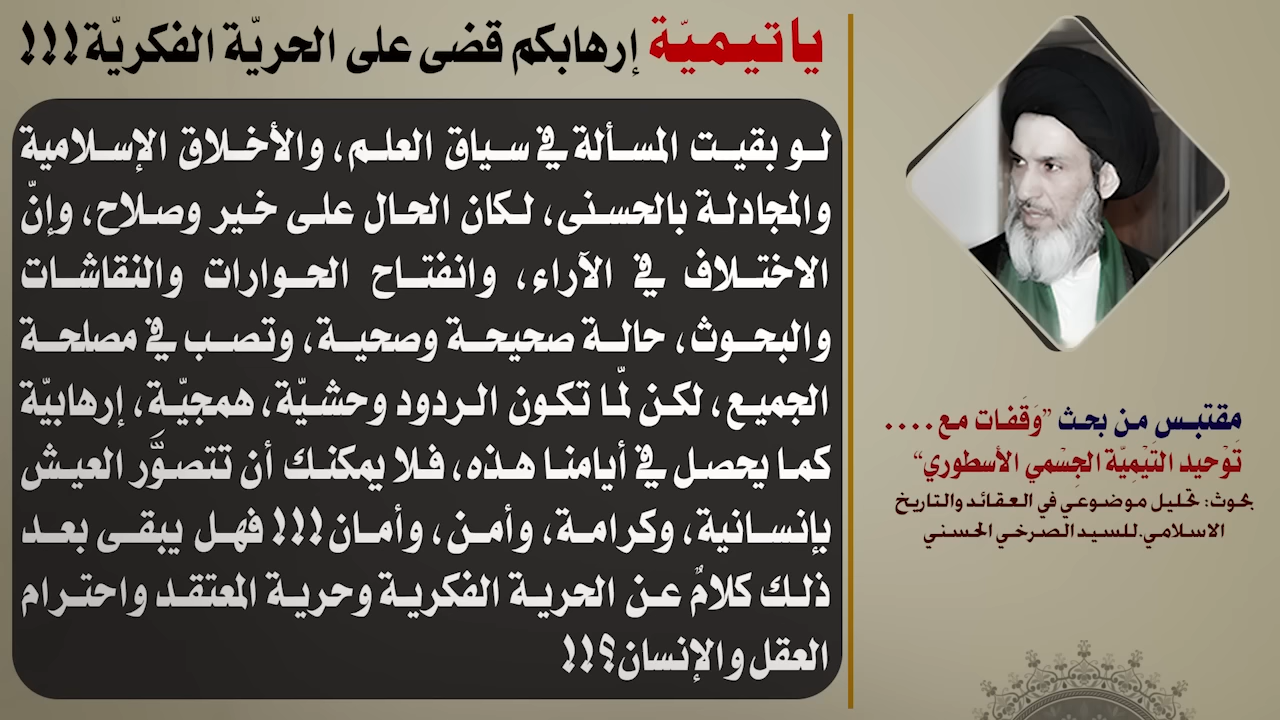 يا تيميّة إرهابكم قضى على الحريّة الفكريّة!!!
لو بقيت المسألة في سياق العلم، والأخلاق الإسلامية
والمجادلة بالحسنى، لكان الحال على خير وصلاح، وإنّ
الاختلاف في الآراء، وانفتاح الحوارات والنقاشات
والبحوث، حالة صحيحة وصحية، وتصب في مصلحة
الجميع، لكن لمّا تكون الردود وحشيّة، همجيّة، إرهابيّة
كما يحصل في أيامنا هذه، فلا يمكنك أن تتصوَّر العيش
بإنسانية، وكرامة، وأمن، وأمان!!! فهل يبقى بعد
ذلك كلامٌ عن الحرية الفكرية وحرية المعتقد واحترام
العقل والإنسان؟!!
مقتبس من بحث "وَقَفات مع....
تَوْحيد التَيْمِيّة الجِسْمي الأسطوري"
بحوث: تحليل موضوعي في العقائد والتاريخ
الاسلامي.للسيد الصرخي الحسني